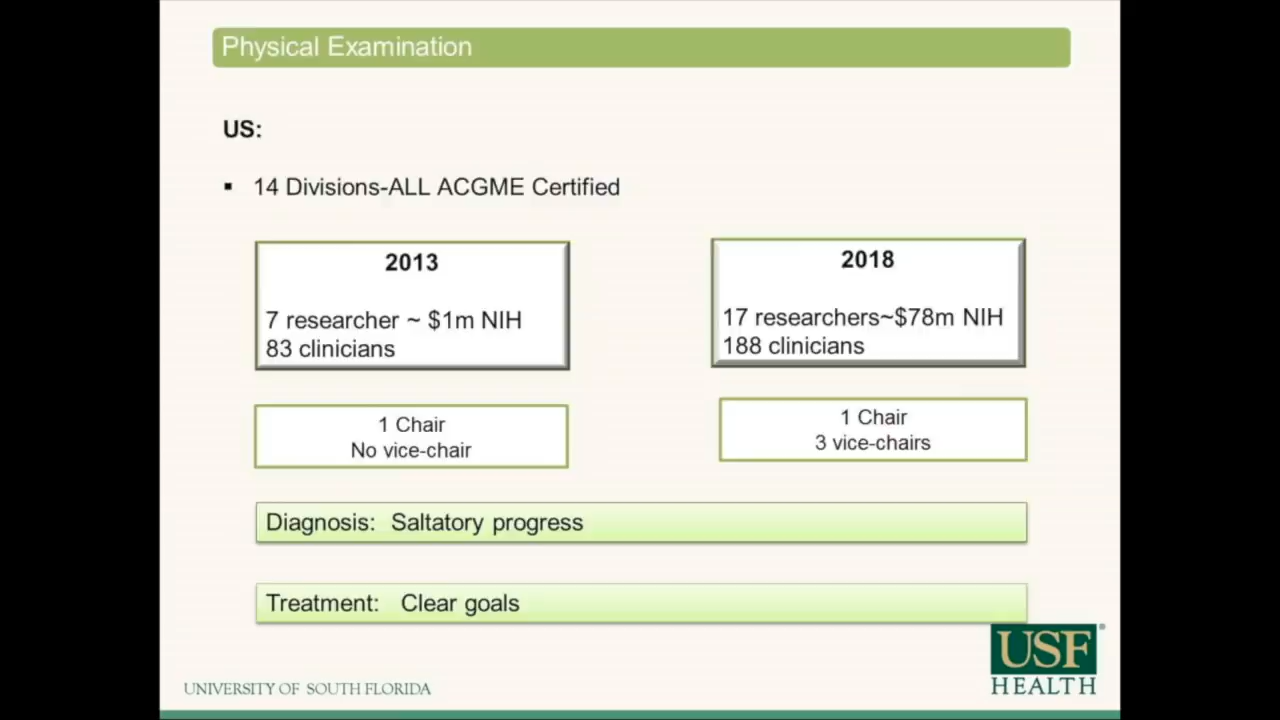 Physical Examination
US:
▪ 14 Divisions-ALL ACGME Certified
2013
7 researcher ~ $1m NIH
83 clinicians
2018
17 researchers~$78m NIH
188 clinicians
1 Chair
No vice-chair
1 Chair
3 vice-chairs
Diagnosis: Saltatory progress
Treatment: Clear goals
USF®
HEALTH
UNIVERSITY OF SOUTH FLORIDA